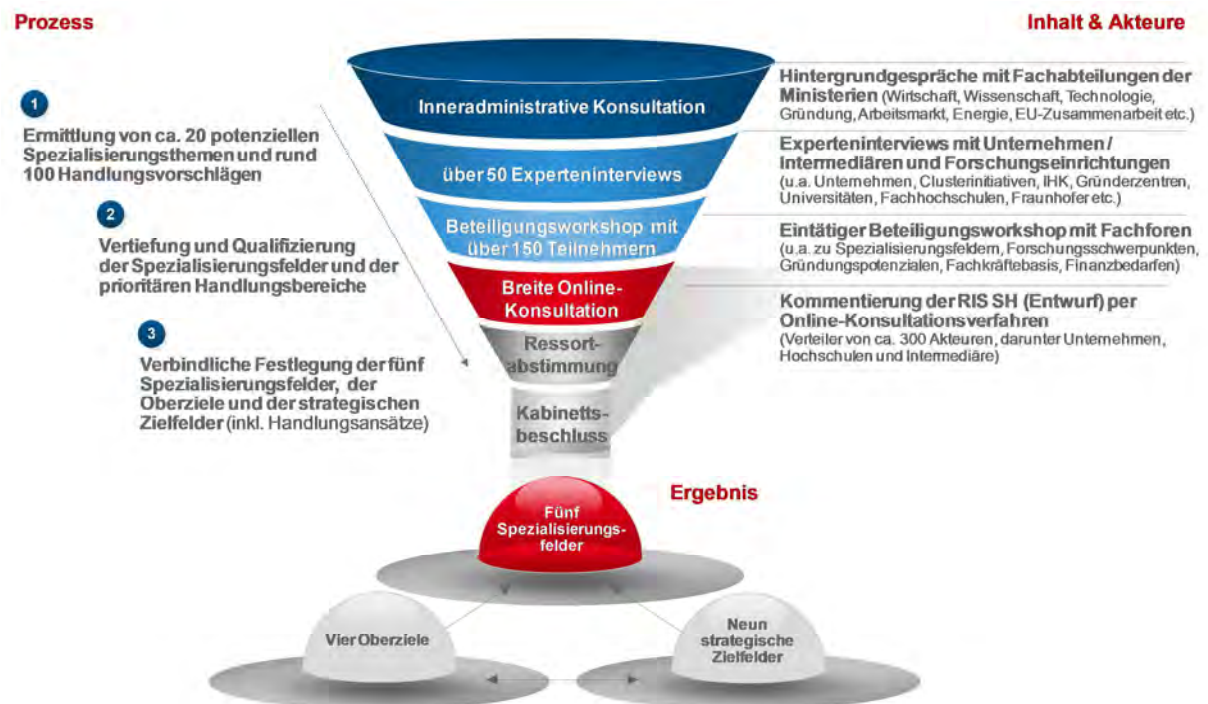 Prozess
1
Ermittlung von ca. 20 potenziellen
Spezialisierungsthemen und rund
100 Handlungsvorschlägen
2
Vertiefung und Qualifizierung
der Spezialisierungsfelder und der
prioritären Handlungsbereiche
3
Verbindliche Festlegung der fünf
Spezialisierungsfelder, der
Oberziele und der strategischen
Zielfelder (inkl. Handlungsansätze)
Inneradministrative Konsultation
über 50 Experteninterviews
Beteiligungsworkshop mit
über 150 Teilnehmern
Breite Online-
Konsultation
Ressort-
abstimmung
Kabinetts-
beschluss
Inhalt & Akteure
Hintergrundgespräche mit Fachabteilungen der
Ministerien (Wirtschaft, Wissenschaft, Technologie,
Gründung, Arbeitsmarkt, Energie, EU-Zusammenarbeit etc.)
Experteninterviews mit Unternehmen /
Intermediären und Forschungseinrichtungen
(u.a. Unternehmen, Clusterinitiativen, IHK, Gründerzentren,
Universitäten, Fachhochschulen, Fraunhofer etc.)
Eintätiger Beteiligungsworkshop mit Fachforen
(u.a. zu Spezialisierungsfeldern, Forschungsschwerpunkten,
Gründungspotenzialen, Fachkräftebasis, Finanzbedarfen)
Kommentierung der RIS SH (Entwurf) per
Online-Konsultationsverfahren
(Verteiler von ca. 300 Akteuren, darunter Unternehmen,
Hochschulen und Intermediäre)
Ergebnis
Fünf
Spezialisierungs-
felder
Vier Oberziele
Neun
strategische
Zielfelder